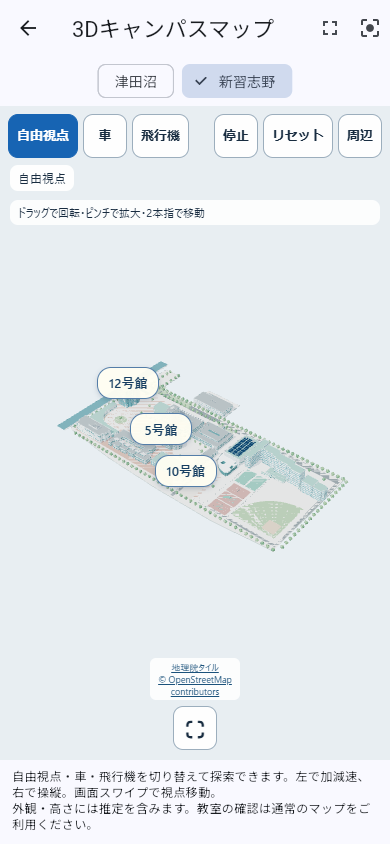 3Dキャンパスマップ
津田沼
新習志野
自由視点
車
飛行機
停止
リセット
周辺
自由視点
ドラッグで回転・ピンチで拡大・2本指で移動
12号館
5号館
10号館
地理院タイル
© OpenStreetMap
contributors
自由視点・車・飛行機を切り替えて探索できます。左で加減速、
右で操縦。画面スワイプで視点移動。
外観・高さには推定を含みます。教室の確認は通常のマップをご
利用ください。